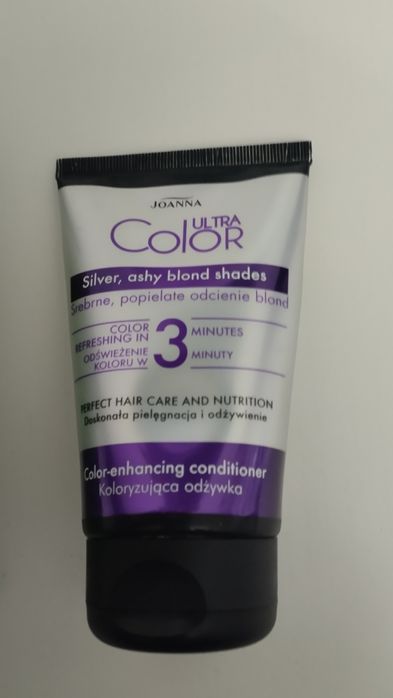 JOANNA
ULTRA
COLOR
Silver, ashy blond shades
Srebrne, popielate odcienie blond
COLOR
REFRESHING IN
ODŚWIEŻENIE
KOLORU W
3
MINUTES
MINUTY
PERFECT HAIR CARE AND NUTRITION
Doskonała pielęgnacja i odżywienie
Color-enhancing conditioner
Koloryzująca odżywka